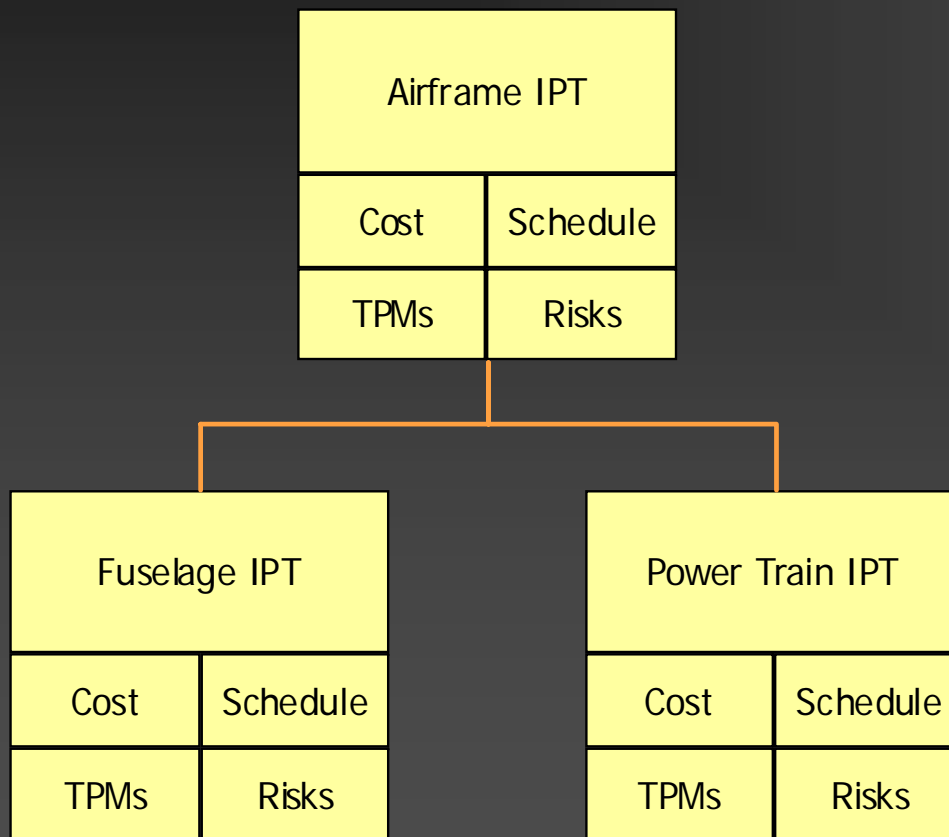 Airframe IPT
Cost Schedule
TPMs Risks
Fuselage IPT
Cost Schedule
TPMs Risks
Power Train IPT
Cost Schedule
TPMs Risks